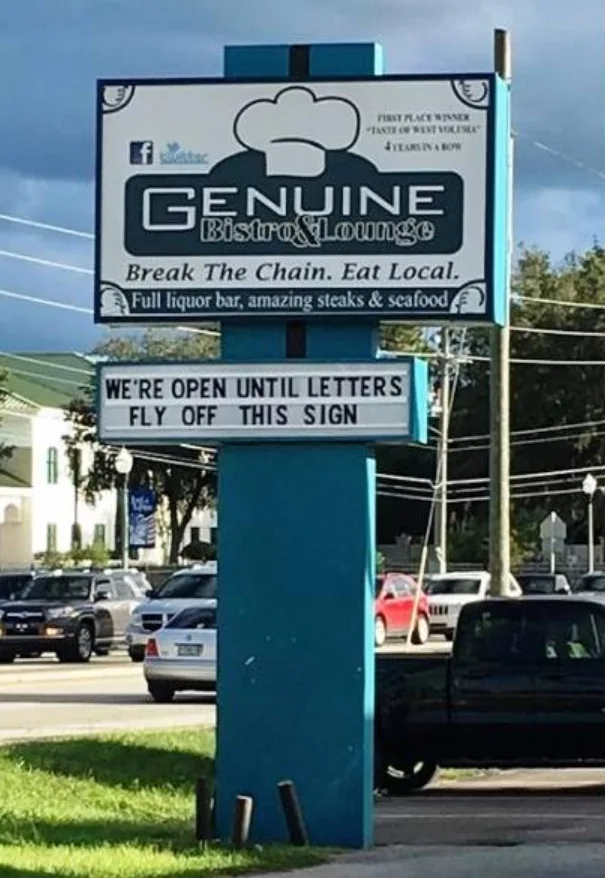 FIRST PLACE WINNER
"TASTE OF WEST VOLUSIA"
4 YEARS IN A ROW
f twitter
GENUINE
Bistro&Lounge
Break The Chain. Eat Local.
Full liquor bar, amazing steaks & seafood
WE'RE OPEN UNTIL LETTERS
FLY OFF THIS SIGN